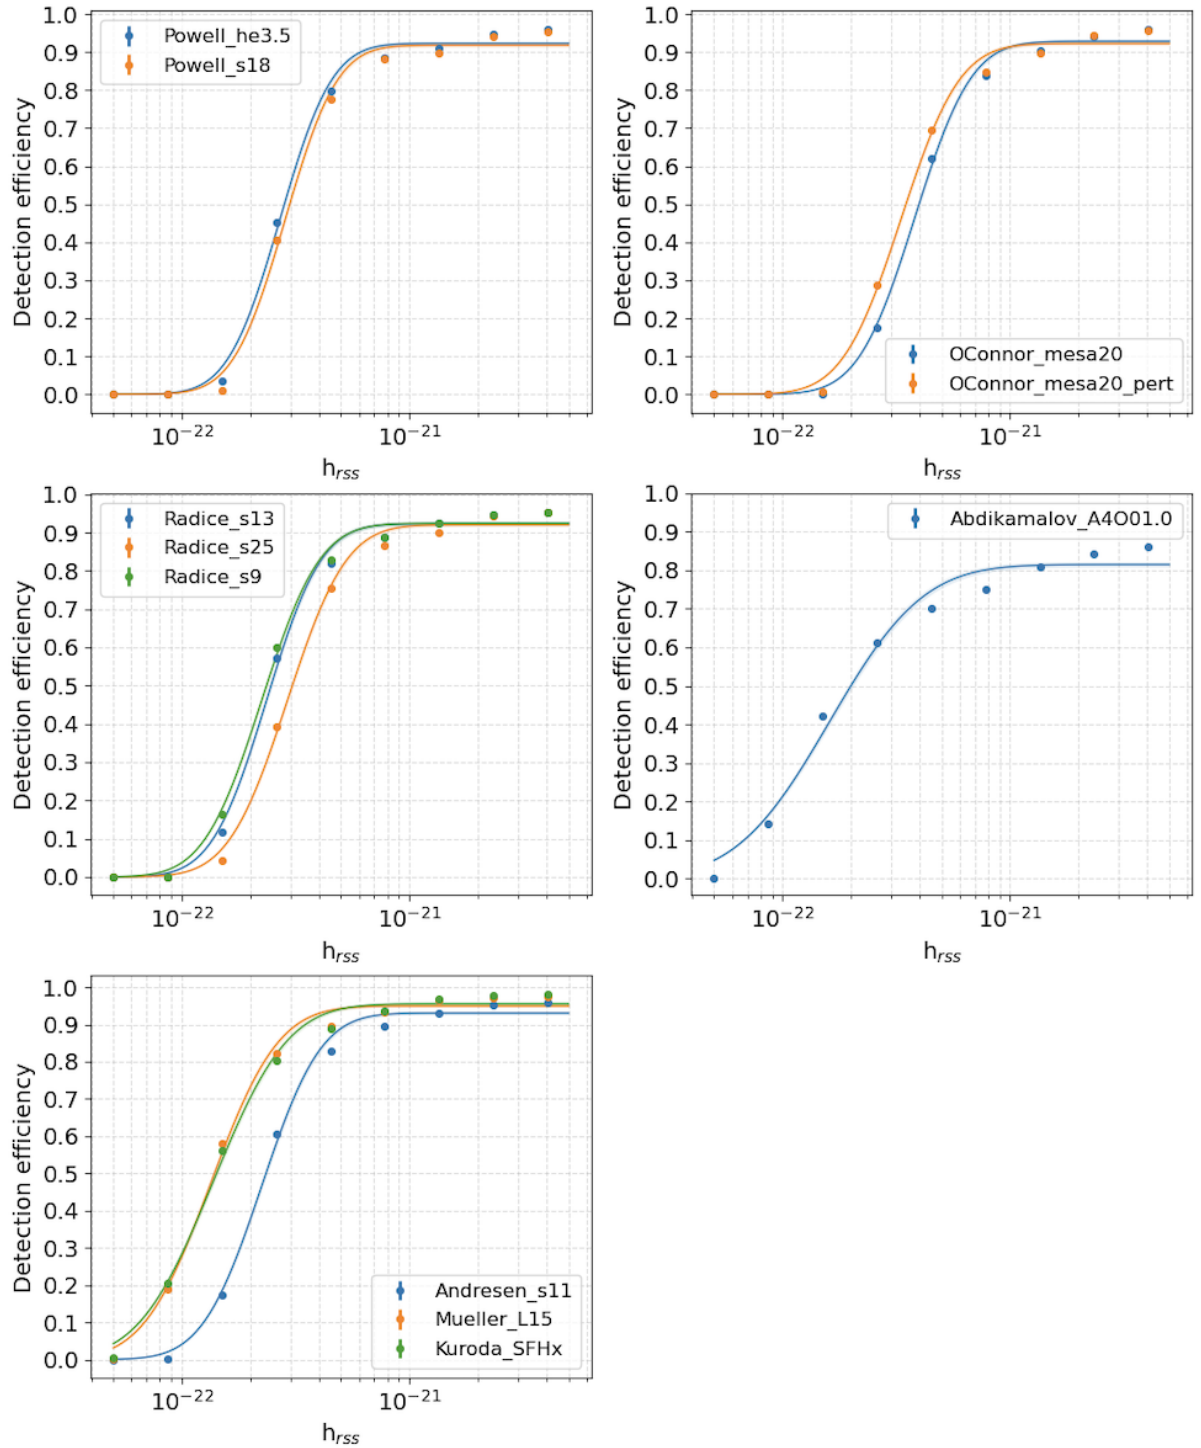 1.0
0.9
0.8
0.7
0.6
0.5
0.4
0.3
0.2
0.1
0.0
Detection efficiency
Powell_he3.5
Powell_s18
10⁻²² 10⁻²¹
hᵣₛₛ
1.0
0.9
0.8
0.7
0.6
0.5
0.4
0.3
0.2
0.1
0.0
Detection efficiency
OConnor_mesa20
OConnor_mesa20_pert
10⁻²² 10⁻²¹
hᵣₛₛ
1.0
0.9
0.8
0.7
0.6
0.5
0.4
0.3
0.2
0.1
0.0
Detection efficiency
Radice_s13
Radice_s25
Radice_s9
10⁻²² 10⁻²¹
hᵣₛₛ
1.0
0.9
0.8
0.7
0.6
0.5
0.4
0.3
0.2
0.1
0.0
Detection efficiency
Abdikamalov_A4O01.0
10⁻²² 10⁻²¹
hᵣₛₛ
1.0
0.9
0.8
0.7
0.6
0.5
0.4
0.3
0.2
0.1
0.0
Detection efficiency
Andresen_s11
Mueller_L15
Kuroda_SFHx
10⁻²² 10⁻²¹
hᵣₛₛ